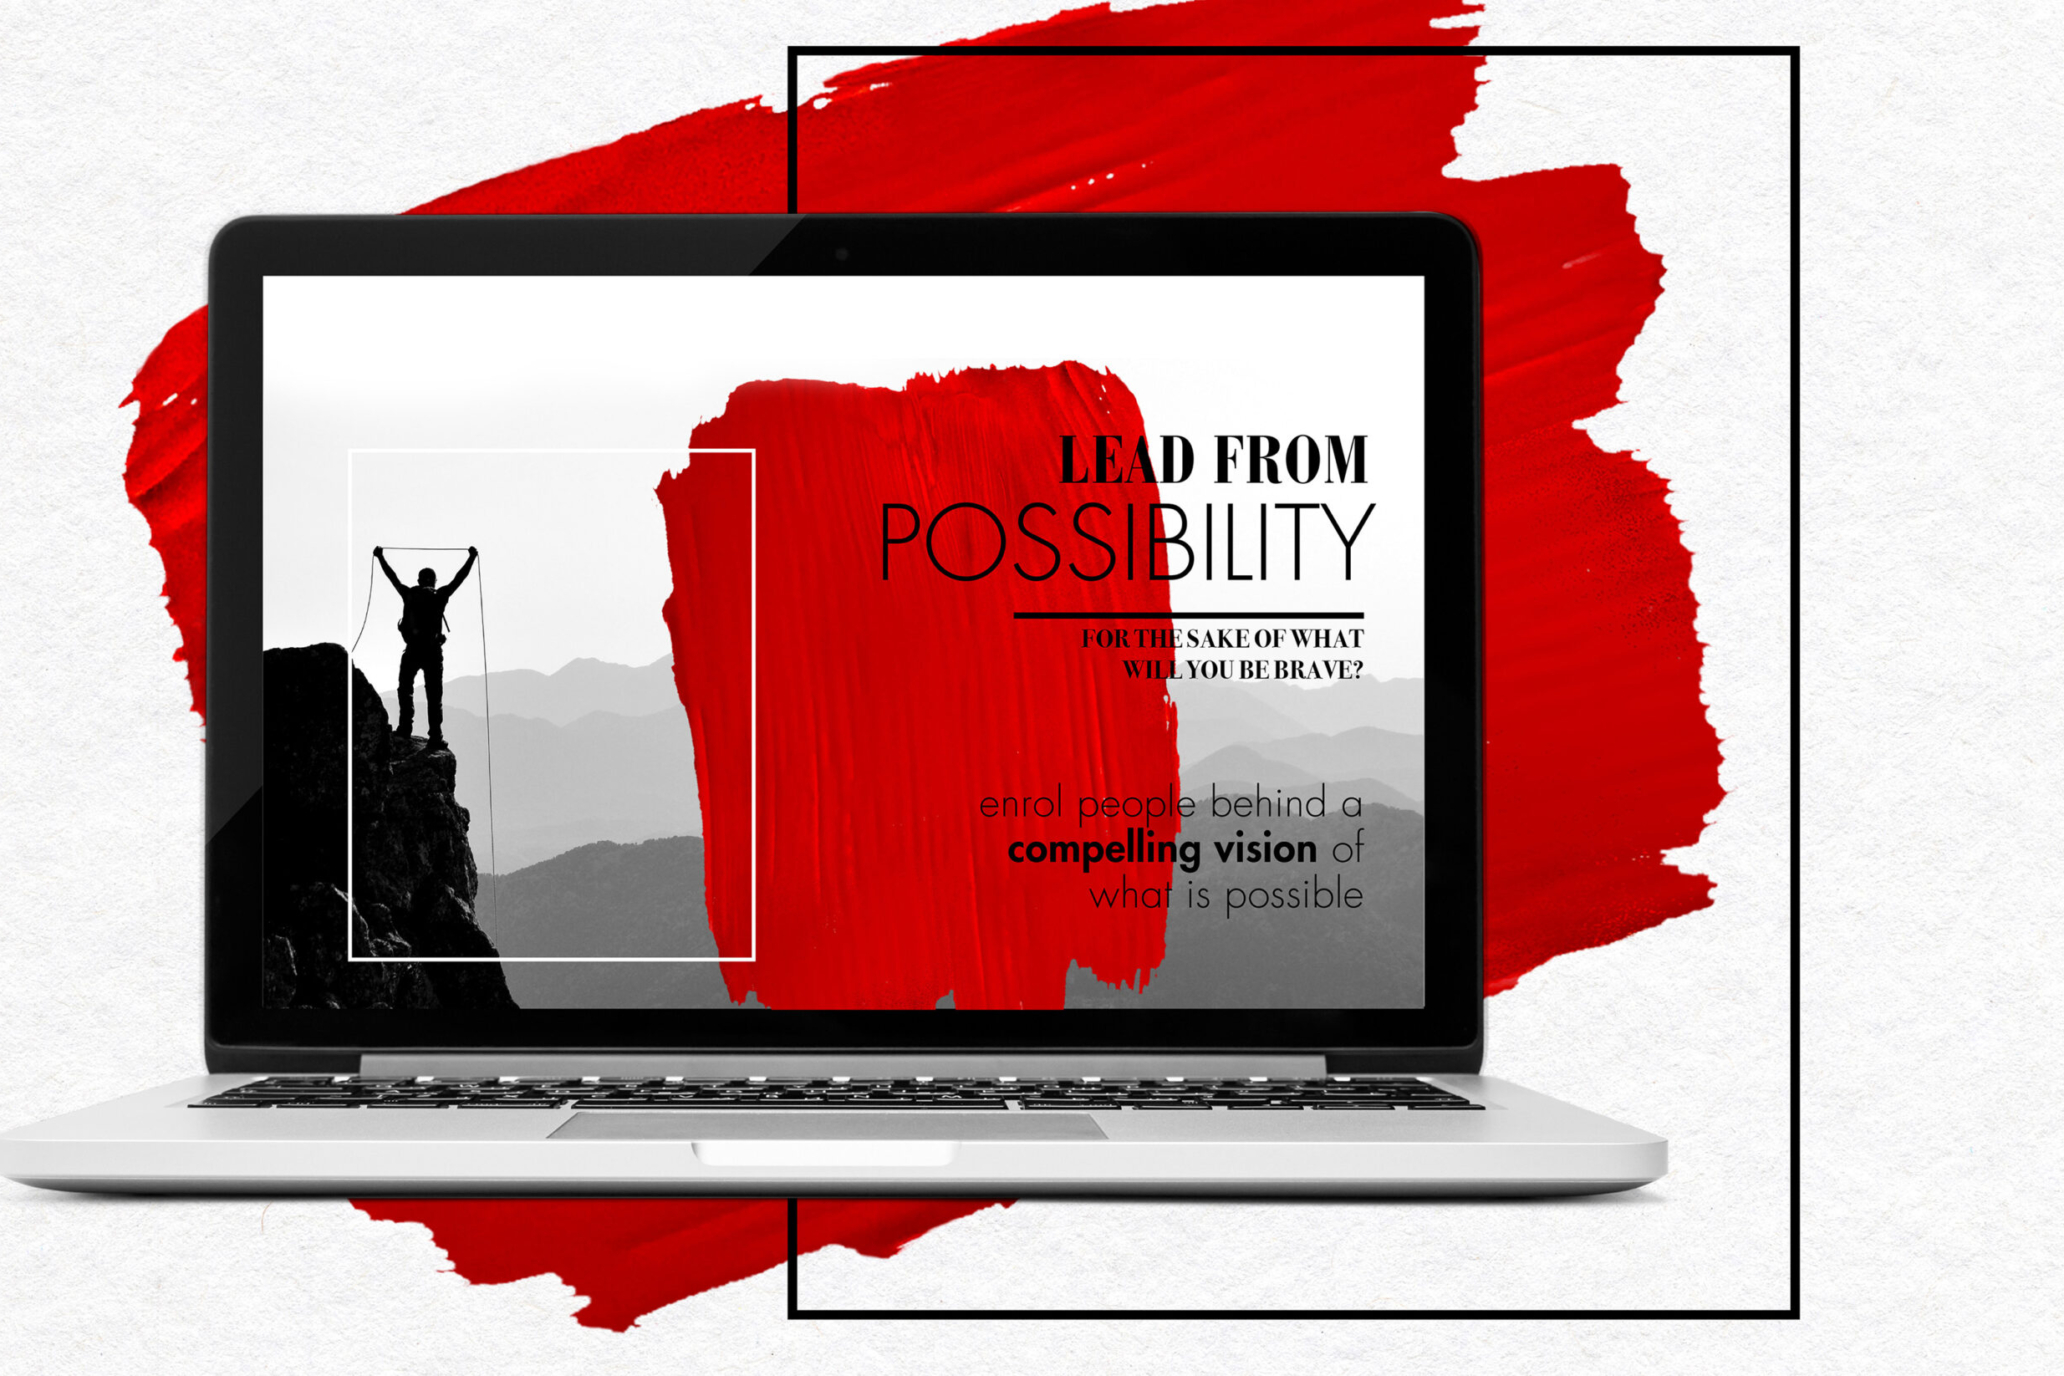 LEAD FROM
POSSIBILITY
FOR THE SAKE OF WHAT
WILL YOU BE BRAVE?
enrol people behind a
compelling vision of
what is possible